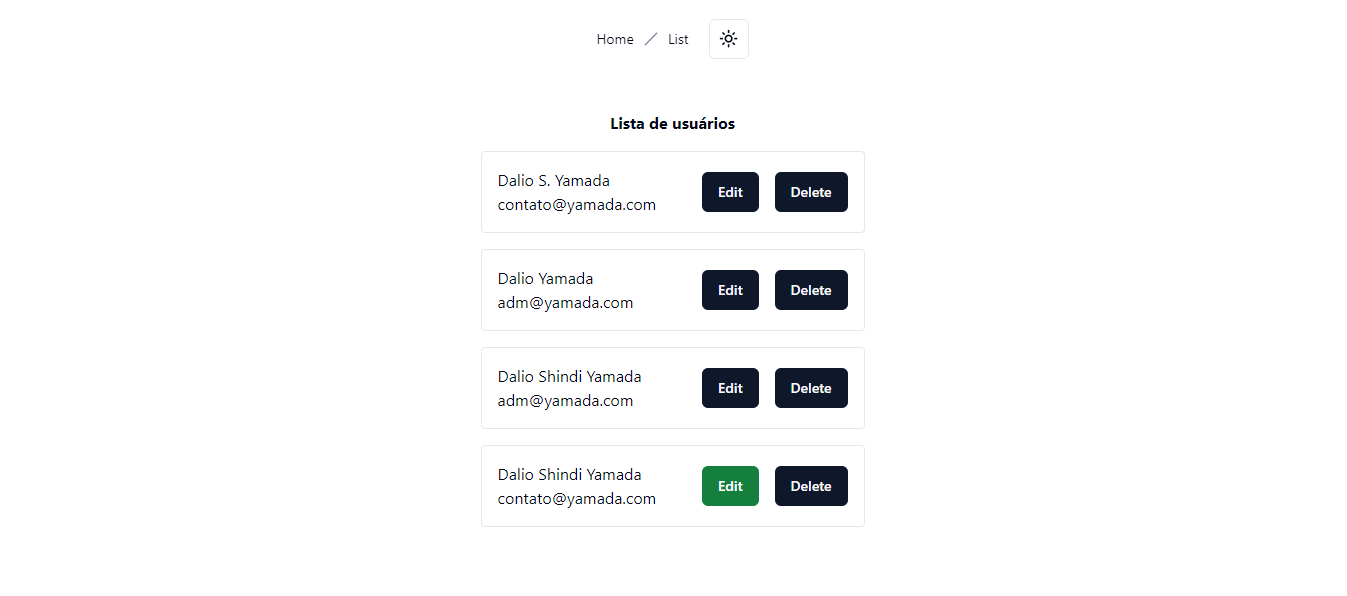 Home / List
Lista de usuários
Dalio S. Yamada
contato@yamada.com
Edit Delete
Dalio Yamada
adm@yamada.com
Edit Delete
Dalio Shindi Yamada
adm@yamada.com
Edit Delete
Dalio Shindi Yamada
contato@yamada.com
Edit Delete